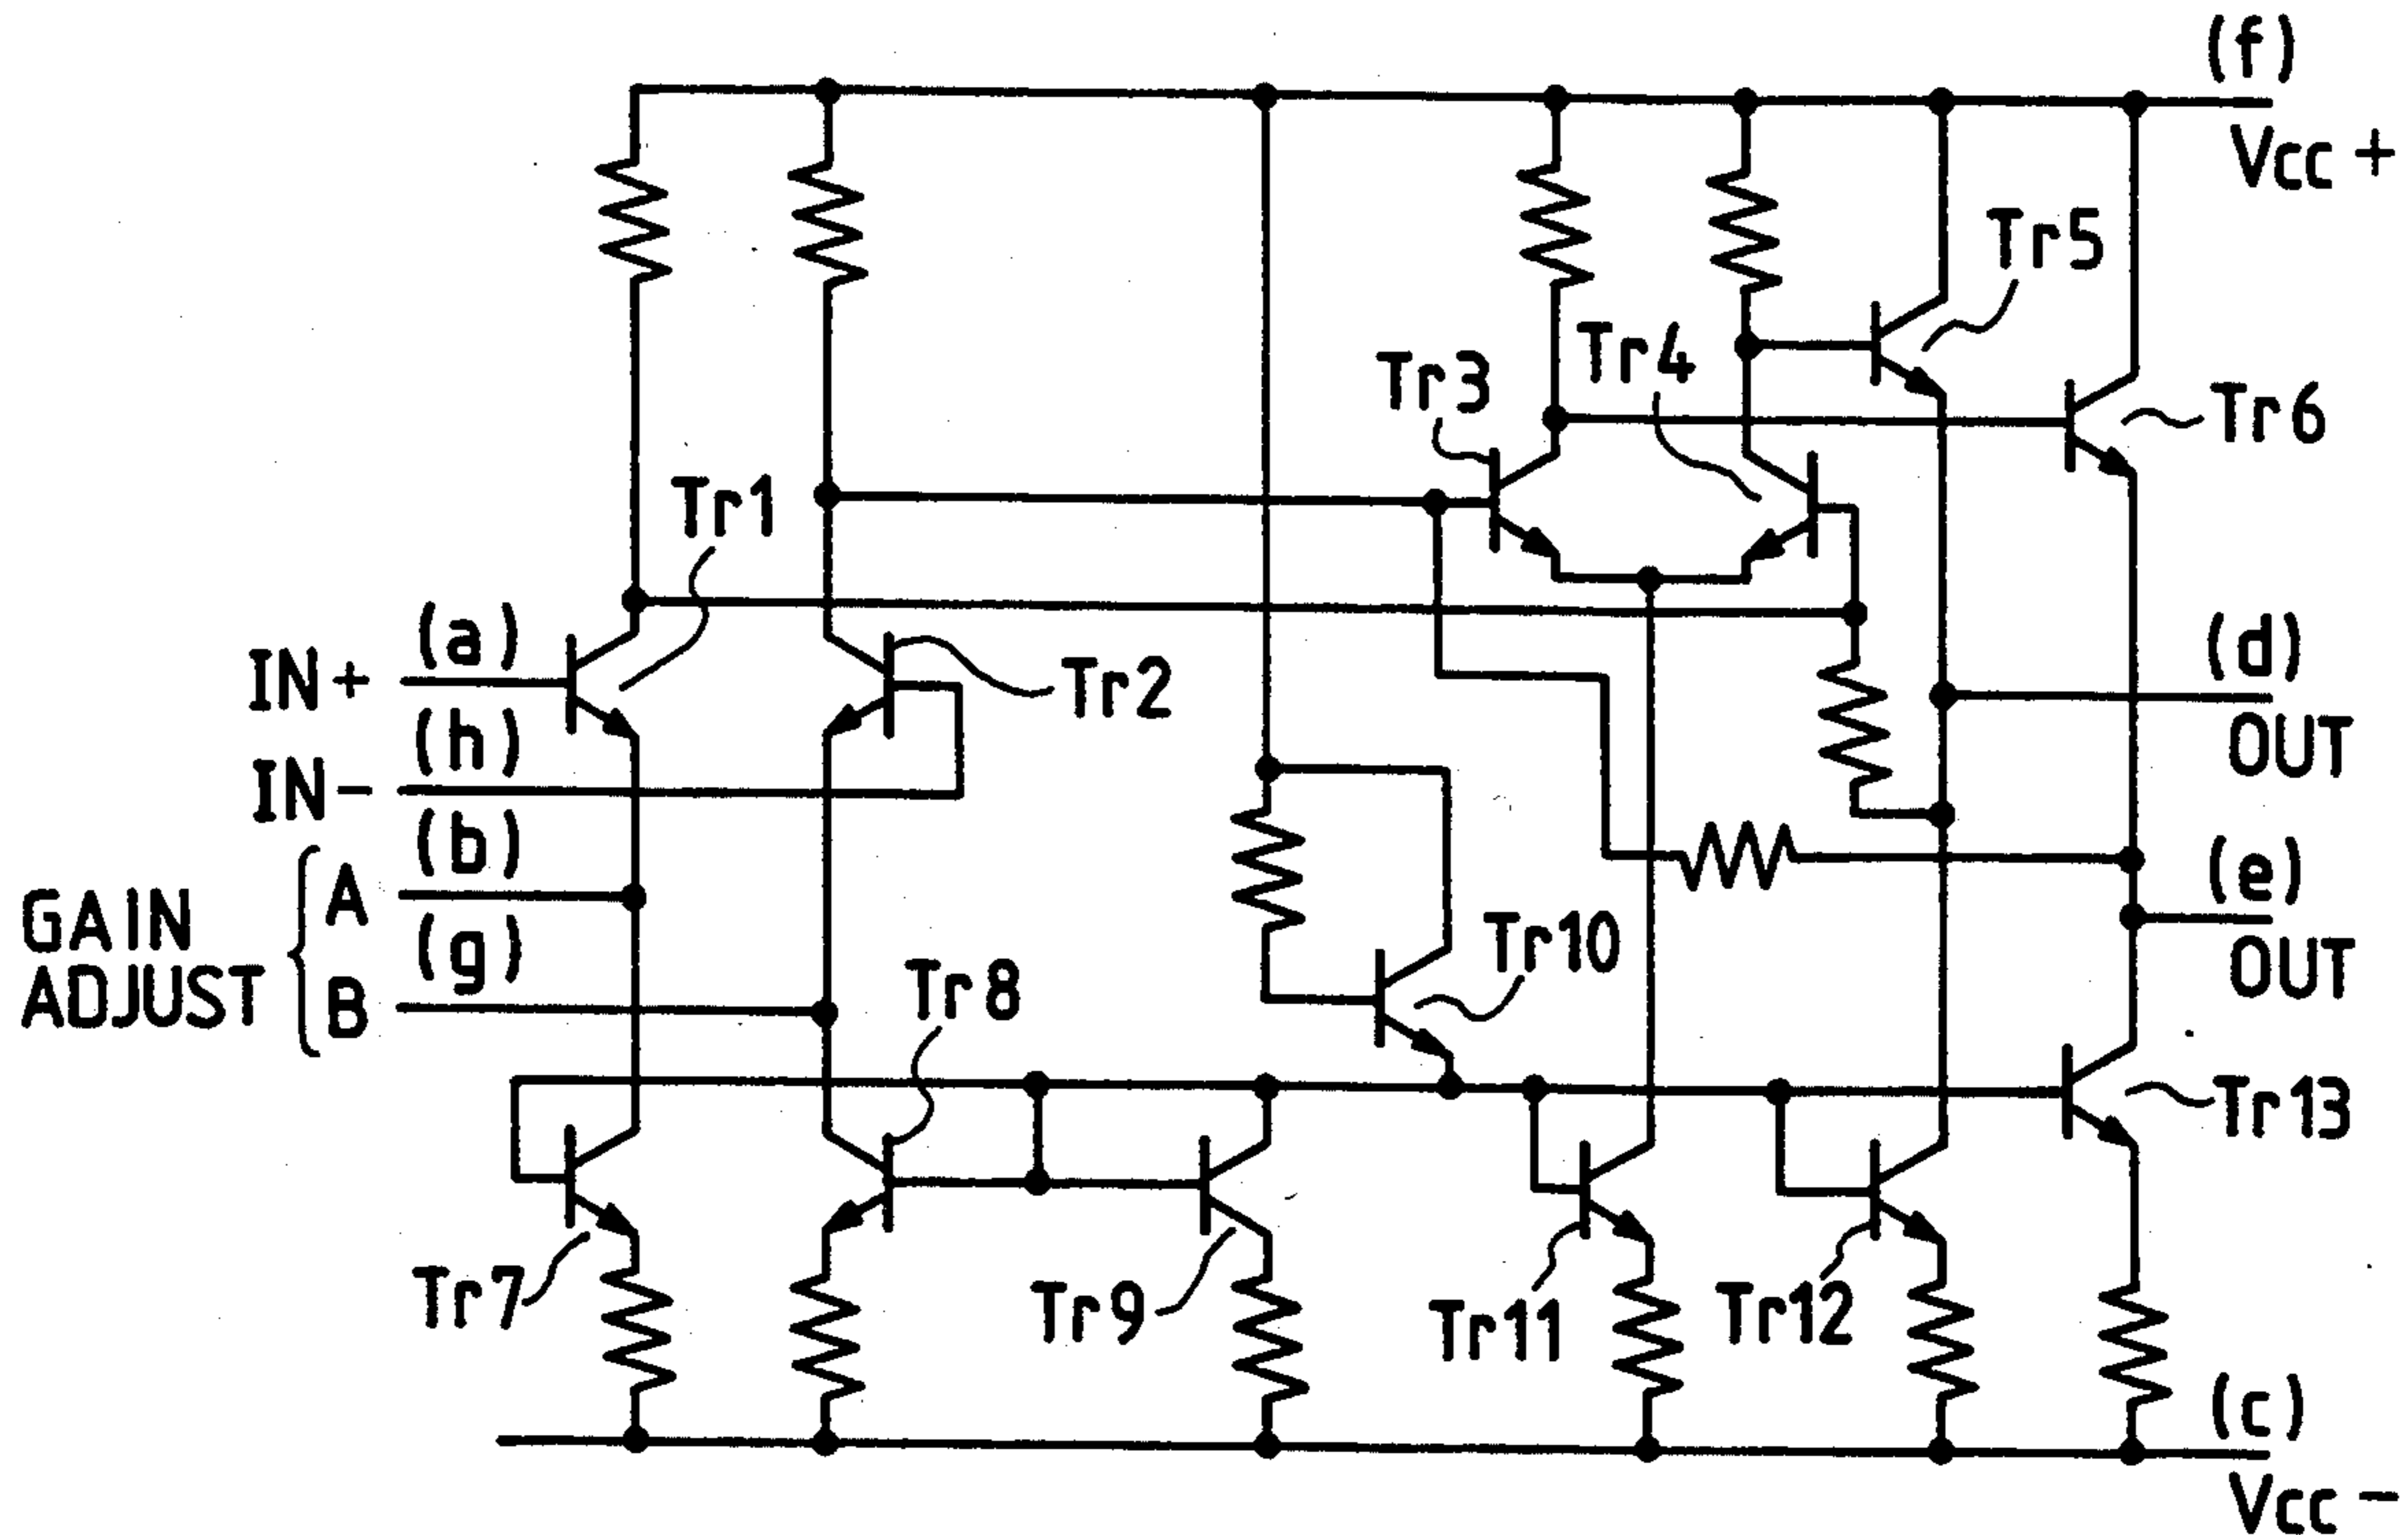 (f)
Vcc +
Tr5
Tr4
Tr3
Tr6
Tr1
(a)
IN+
Tr2
(h)
IN-
(d)
OUT
(b)
GAIN
ADJUST
A
(g)
B
(e)
OUT
Tr10
Tr8
Tr13
Tr7
Tr9
Tr11
Tr12
(c)
Vcc -